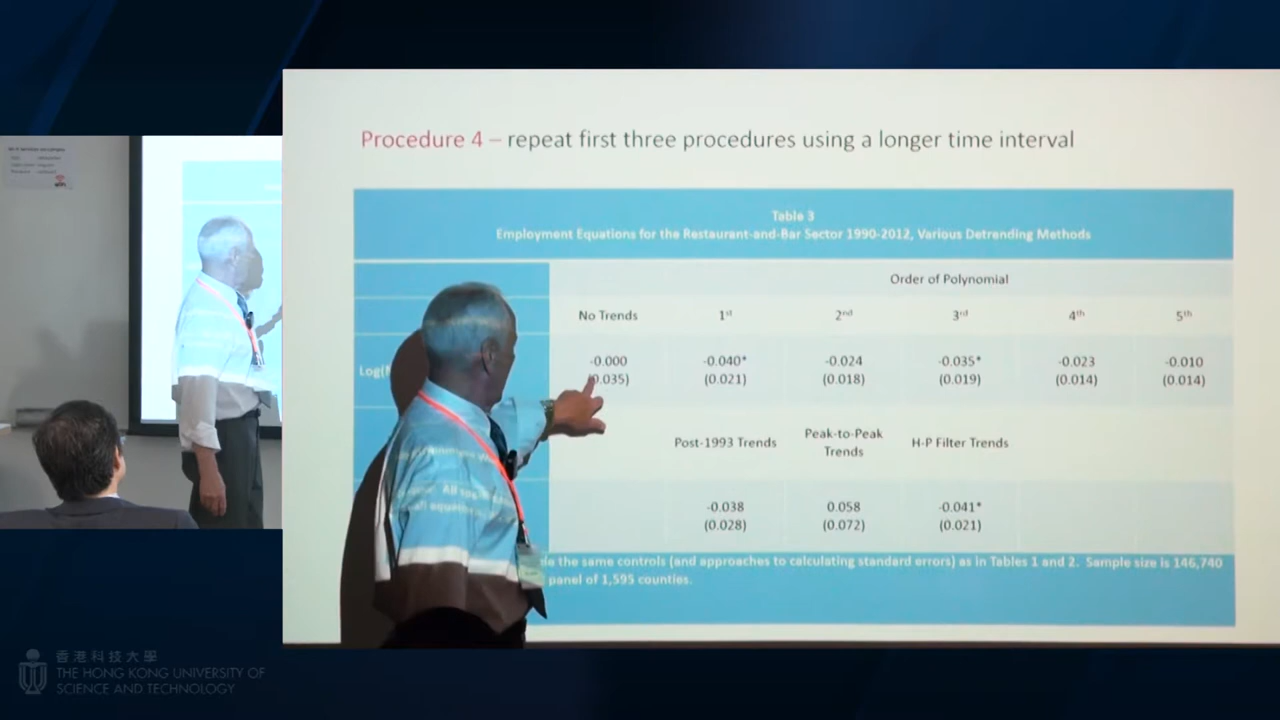 Procedure 4 – repeat first three procedures using a longer time interval
Table 3
Employment Equations for the Restaurant-and-Bar Sector 1990-2012, Various Detrending Methods
Order of Polynomial
No Trends 1st 2nd 3rd 4th 5th
-0.000 -0.040* -0.024 -0.035* -0.023 -0.010
(0.021) (0.018) (0.019) (0.014) (0.014)
Post-1993 Trends Peak-to-Peak Trends H-P Filter Trends
-0.038 0.058 -0.041*
(0.028) (0.072) (0.021)
the same controls (and approaches to calculating standard errors) as in Tables 1 and 2. Sample size is 146,740
panel of 1,595 counties.
香港科技大學
THE HONG KONG UNIVERSITY OF
SCIENCE AND TECHNOLOGY